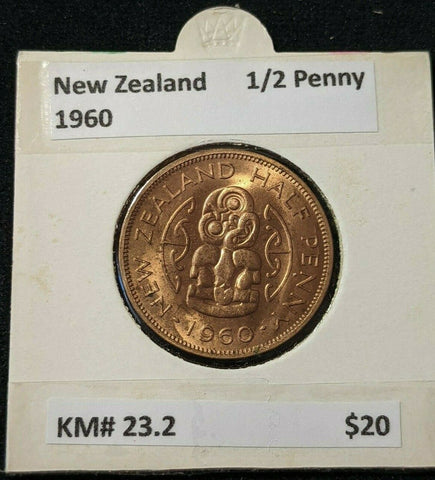 New Zealand 1/2 Penny
1960
NEW ZEALAND HALF PENNY
·1960·
KM# 23.2 $20